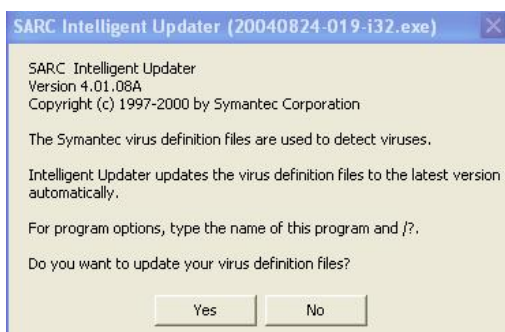 SARC Intelligent Updater (20040824-019-i32.exe)
SARC Intelligent Updater
Version 4.01.08A
Copyright (c) 1997-2000 by Symantec Corporation
The Symantec virus definition files are used to detect viruses.
Intelligent Updater updates the virus definition files to the latest version
automatically.
For program options, type the name of this program and /?.
Do you want to update your virus definition files?
Yes No